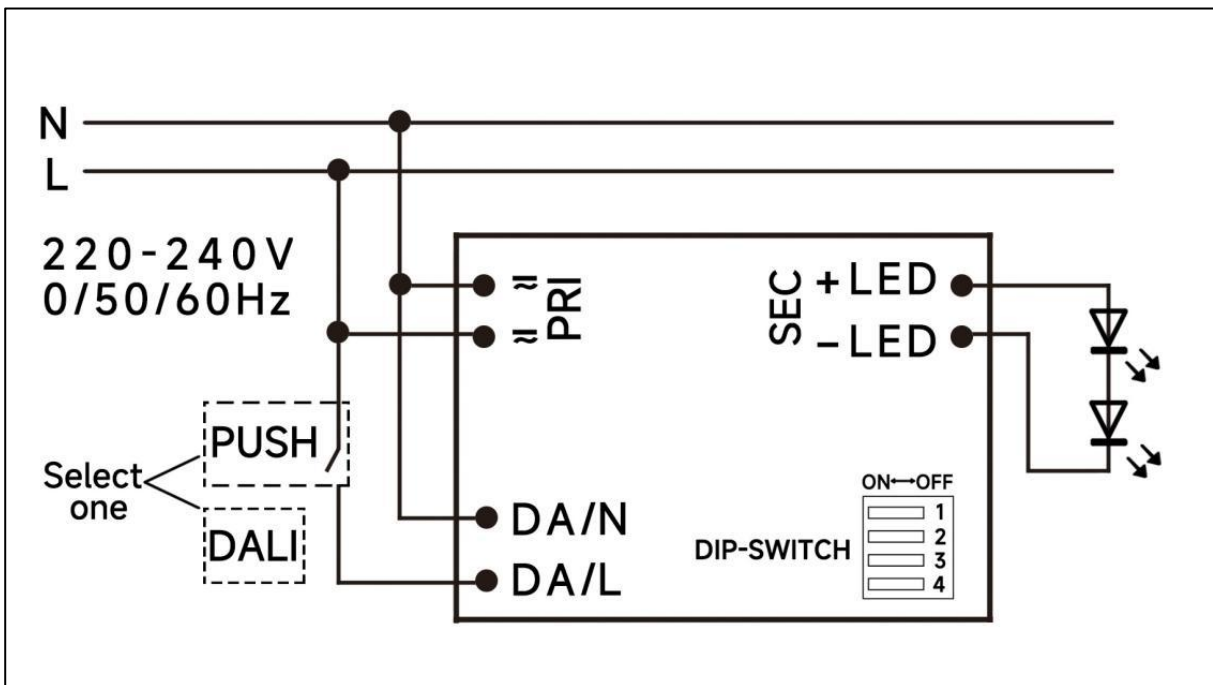 N
L
220-240V
0/50/60Hz
≂ PRI
≂
SEC
+LED
-LED
PUSH
Select
one
DALI
DA/N
DA/L
DIP-SWITCH
ON↔OFF
1
2
3
4